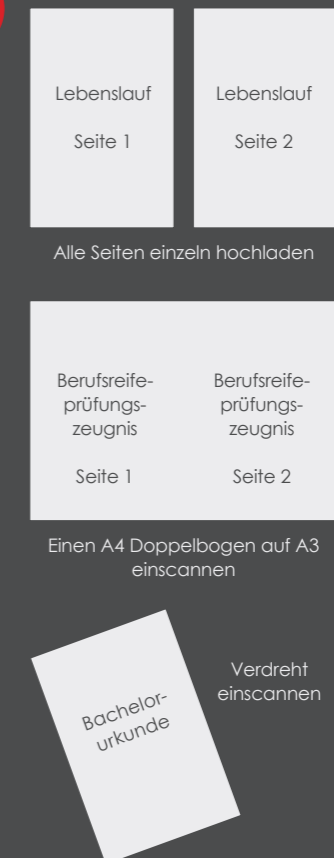 Lebenslauf
Seite 1
Lebenslauf
Seite 2
Alle Seiten einzeln hochladen
Berufsreife-
prüfungs-
zeugnis
Seite 1
Berufsreife-
prüfungs-
zeugnis
Seite 2
Einen A4 Doppelbogen auf A3
einscannen
Bachelor-
urkunde
Verdreht
einscannen